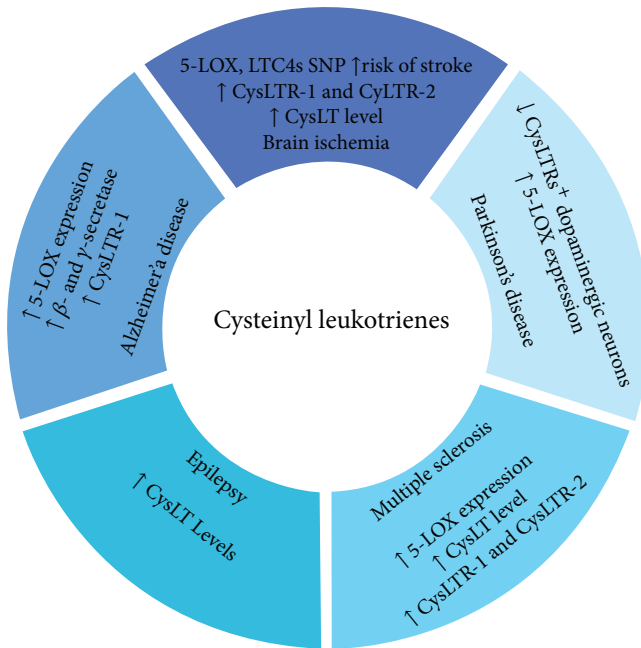 5-LOX, LTC4s SNP ↑risk of stroke
↑ CysLTR-1 and CyLTR-2
↑ CysLT level
Brain ischemia
↓ CysLTRs+ dopaminergic neurons
↑ 5-LOX expression
Parkinson's disease
Multiple sclerosis
↑ 5-LOX expression
↑ CysLT level
↑ CysLTR-1 and CysLTR-2
Epilepsy
↑ CysLT Levels
↑ 5-LOX expression
↑ β- and γ-secretase
↑ CysLTR-1
Alzheimer'a disease
Cysteinyl leukotrienes